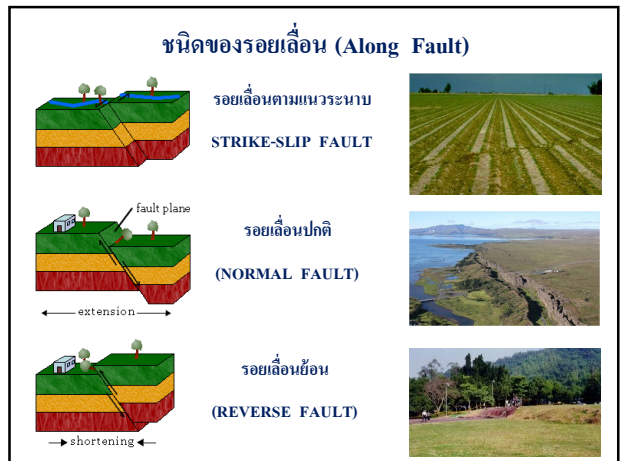 ชนิดของรอยเลื่อน (Along Fault)
รอยเลื่อนตามแนวระนาบ
STRIKE-SLIP FAULT
fault plane
รอยเลื่อนปกติ
(NORMAL FAULT)
extension
รอยเลื่อนย้อน
(REVERSE FAULT)
shortening